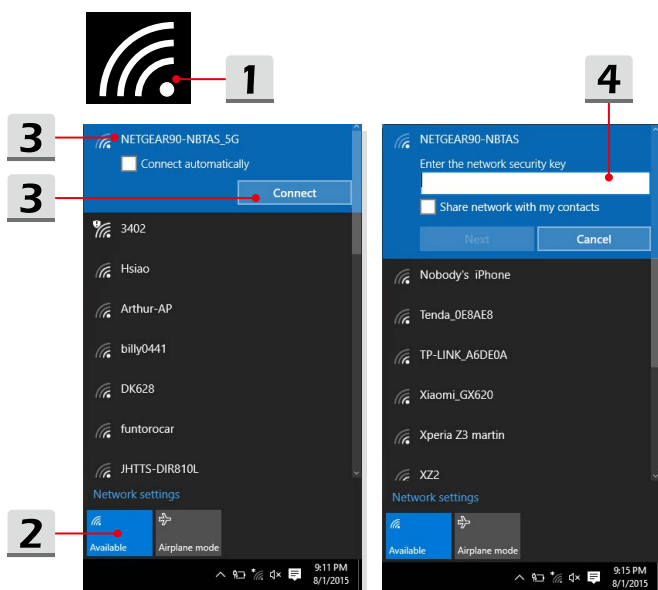 1
3
NETGEAR90-NBTAS_5G
Connect automatically
3
Connect
3402
Hsiao
Arthur-AP
billy0441
DK628
funtorocar
JHTTS-DIR810L
Network settings
2
Available
Airplane mode
9:11 PM
8/1/2015
4
NETGEAR90-NBTAS
Enter the network security key
Share network with my contacts
Next
Cancel
Nobody's iPhone
Tenda_0E8AE8
TP-LINK_A6DE0A
Xiaomi_GX620
Xperia Z3 martin
XZ2
Network settings
Available
Airplane mode
9:15 PM
8/1/2015